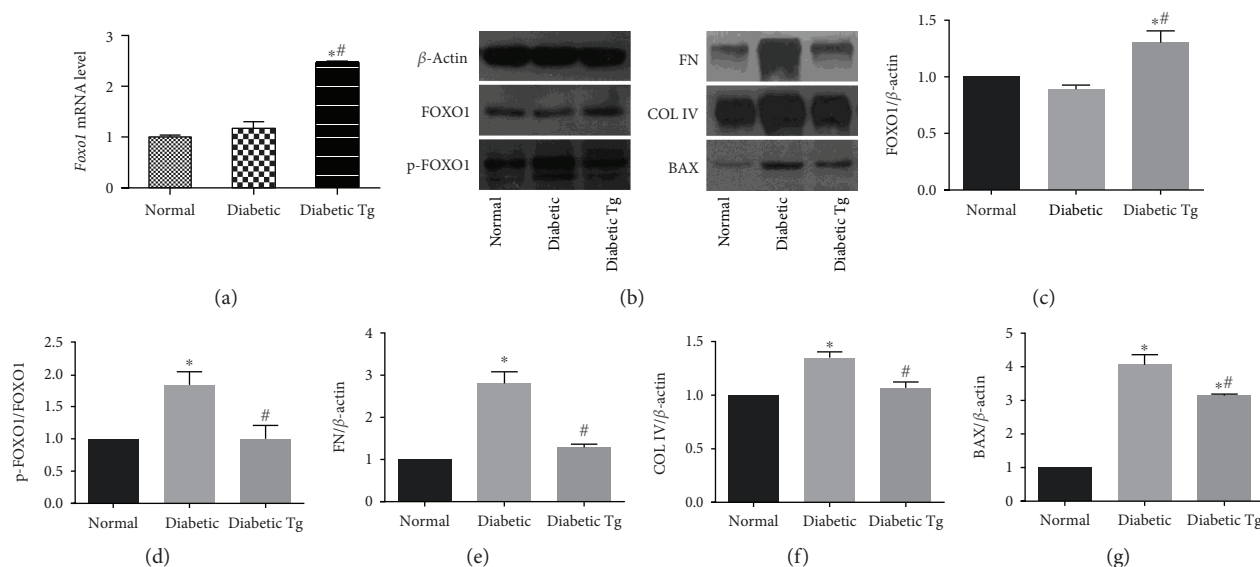 Foxo1 mRNA level
3
2
1
0
*#
Normal
Diabetic
Diabetic Tg
(a)
β-Actin
FOXO1
p-FOXO1
Normal
Diabetic
Diabetic Tg
FN
COL IV
BAX
Normal
Diabetic
Diabetic Tg
(b)
FOXO1/β-actin
1.5
1.0
0.5
0.0
*#
Normal
Diabetic
Diabetic Tg
(c)
p-FOXO1/FOXO1
2.5
2.0
1.5
1.0
0.5
0.0
*
#
Normal
Diabetic
Diabetic Tg
(d)
FN/β-actin
4
3
2
1
0
*
#
Normal
Diabetic
Diabetic Tg
(e)
COL IV/β-actin
1.5
1.0
0.5
0.0
*
#
Normal
Diabetic
Diabetic Tg
(f)
BAX/β-actin
5
4
3
2
1
0
*
*#
Normal
Diabetic
Diabetic Tg
(g)